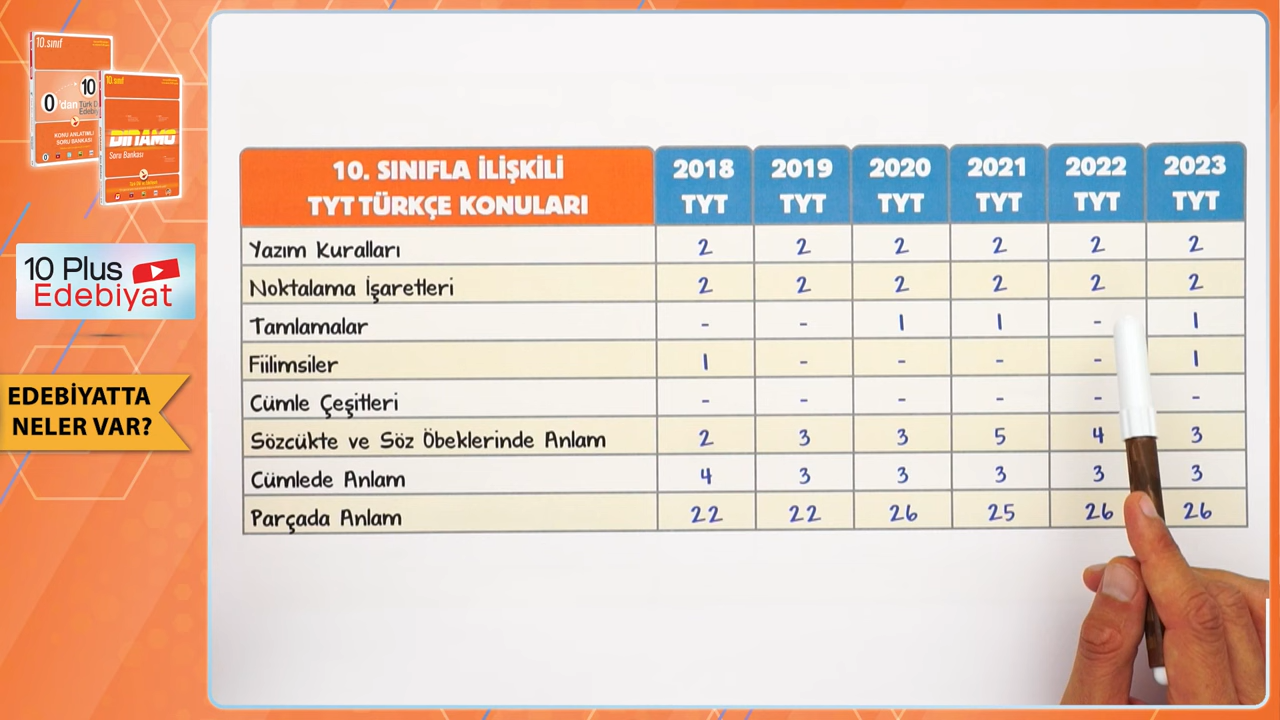 10.sınıf
0'dan 10
KONU ANLATIMLI
SORU BANKASI
10.sınıf
DİNAMO
Soru Bankası
10 Plus
Edebiyat
EDEBİYATTA
NELER VAR?
10. SINIFLA İLİŞKİLİ
TYT TÜRKÇE KONULARI
2018 TYT 2019 TYT 2020 TYT 2021 TYT 2022 TYT 2023 TYT
Yazım Kuralları 2 2 2 2 2 2
Noktalama İşaretleri 2 2 2 2 2 2
Tamlamalar - - 1 1 - 1
Fiilimsiler 1 - - - - 1
Cümle Çeşitleri - - - - - -
Sözcükte ve Söz Öbeklerinde Anlam 2 3 3 5 4 3
Cümlede Anlam 4 3 3 3 3 3
Parçada Anlam 22 22 26 25 26 26